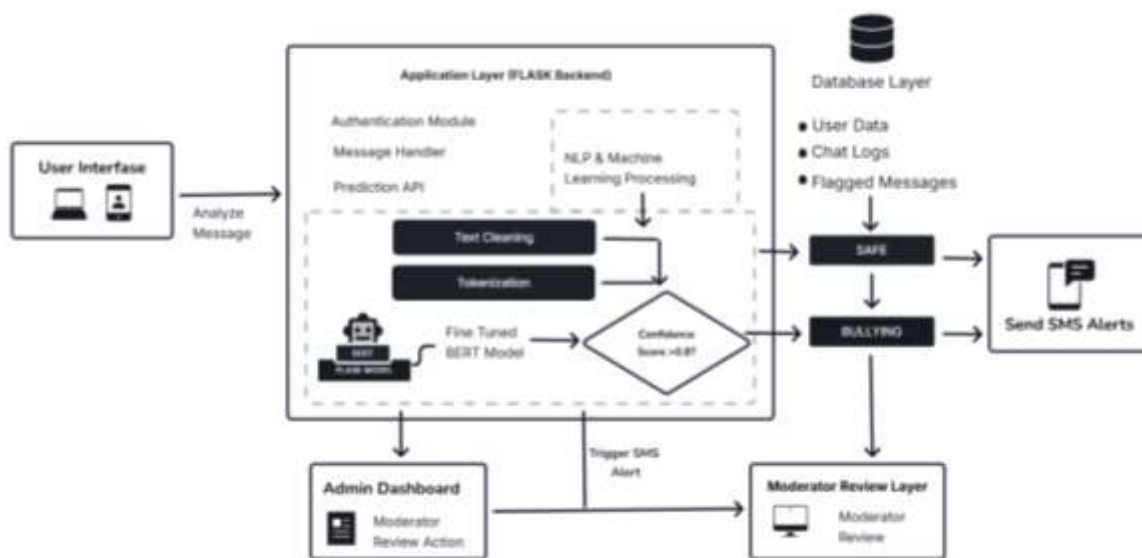 Application Layer (FLASK Backend)
Authentication Module
Message Handler
Prediction API
NLP & Machine
Learning Processing
User Interfase
Analyze
Message
Text Cleaning
Tokenization
Fine Tuned
BERT Model
BERT
Confidence
Score >0.8?
Database Layer
User Data
Chat Logs
Flagged Messages
SAFE
BULLYING
Send SMS Alerts
Trigger SMS
Alert
Admin Dashboard
Moderator
Review Action
Moderator Review Layer
Moderator
Review